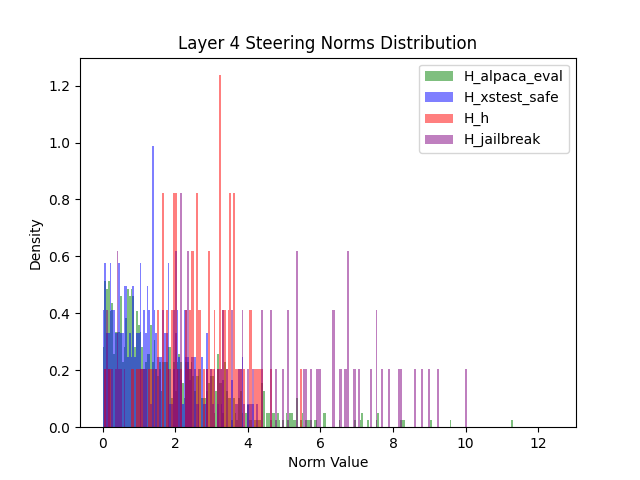 Layer 4 Steering Norms Distribution
H_alpaca_eval
H_xstest_safe
H_h
H_jailbreak
Density
1.2
1.0
0.8
0.6
0.4
0.2
0.0
0 2 4 6 8 10 12
Norm Value